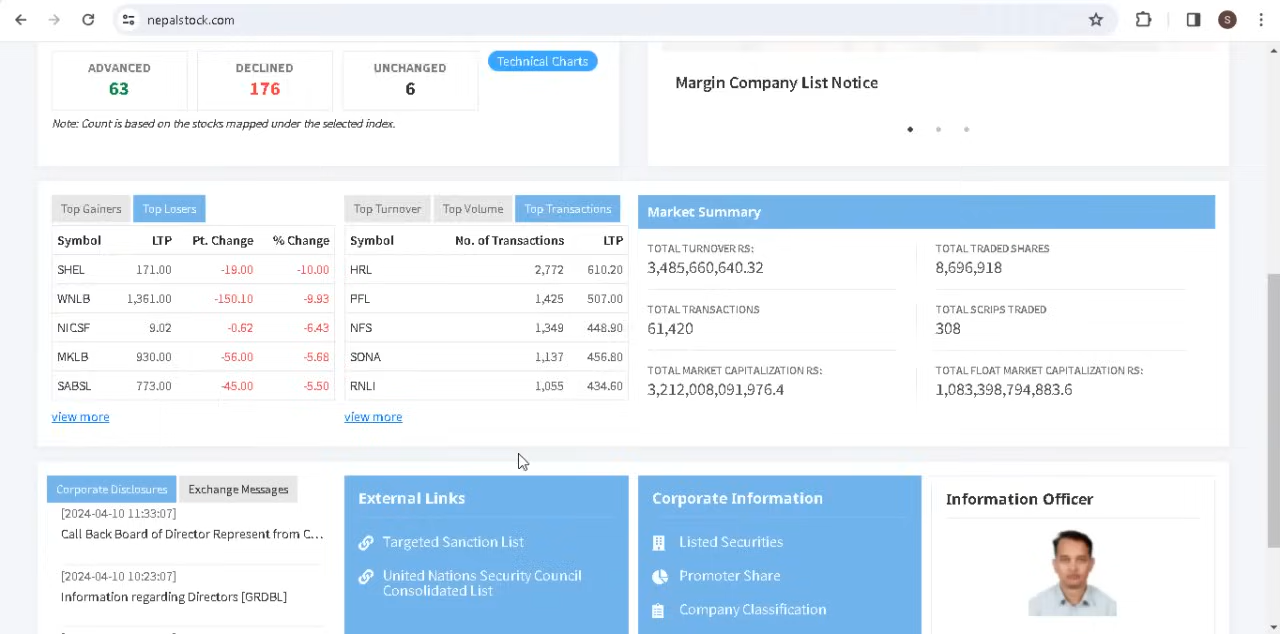 nepalstock.com
S
ADVANCED
63
DECLINED
176
UNCHANGED
6
Technical Charts
Note: Count is based on the stocks mapped under the selected index.
Margin Company List Notice
Top Gainers Top Losers
Symbol LTP Pt. Change % Change
SHEL 171.00 -19.00 -10.00
WNLB 1,361.00 -150.10 -9.93
NICSF 9.02 -0.62 -6.43
MKLB 930.00 -56.00 -5.68
SABSL 773.00 -45.00 -5.50
view more
Top Turnover Top Volume Top Transactions
Symbol No. of Transactions LTP
HRL 2,772 610.20
PFL 1,425 507.00
NFS 1,349 448.90
SONA 1,137 456.80
RNLI 1,055 434.60
view more
Market Summary
TOTAL TURNOVER RS:
3,485,660,640.32
TOTAL TRADED SHARES
8,696,918
TOTAL TRANSACTIONS
61,420
TOTAL SCRIPS TRADED
308
TOTAL MARKET CAPITALIZATION RS:
3,212,008,091,976.4
TOTAL FLOAT MARKET CAPITALIZATION RS:
1,083,398,794,883.6
Corporate Disclosures Exchange Messages
[2024-04-10 11:33:07]
Call Back Board of Director Represent from C...
[2024-04-10 10:23:07]
Information regarding Directors [GRDBL]
External Links
Targeted Sanction List
United Nations Security Council
Consolidated List
Corporate Information
Listed Securities
Promoter Share
Company Classification
Information Officer